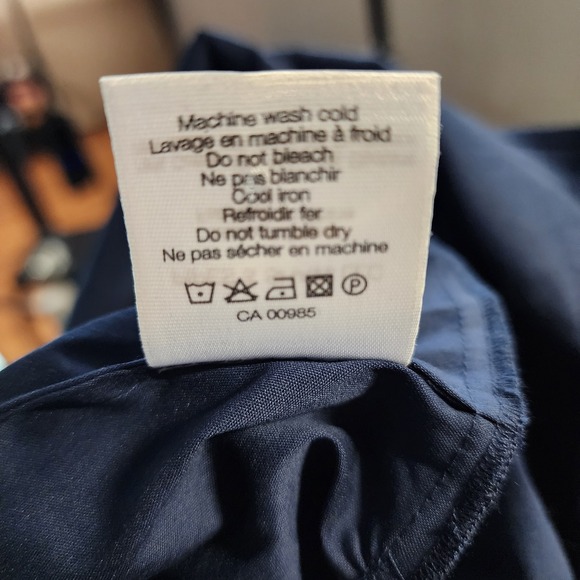 Machine wash cold
Lavage en machine à froid
Do not bleach
Ne pas blanchir
Cool iron
Refroidir fer
Do not tumble dry
Ne pas sécher en machine
P
CA 00985